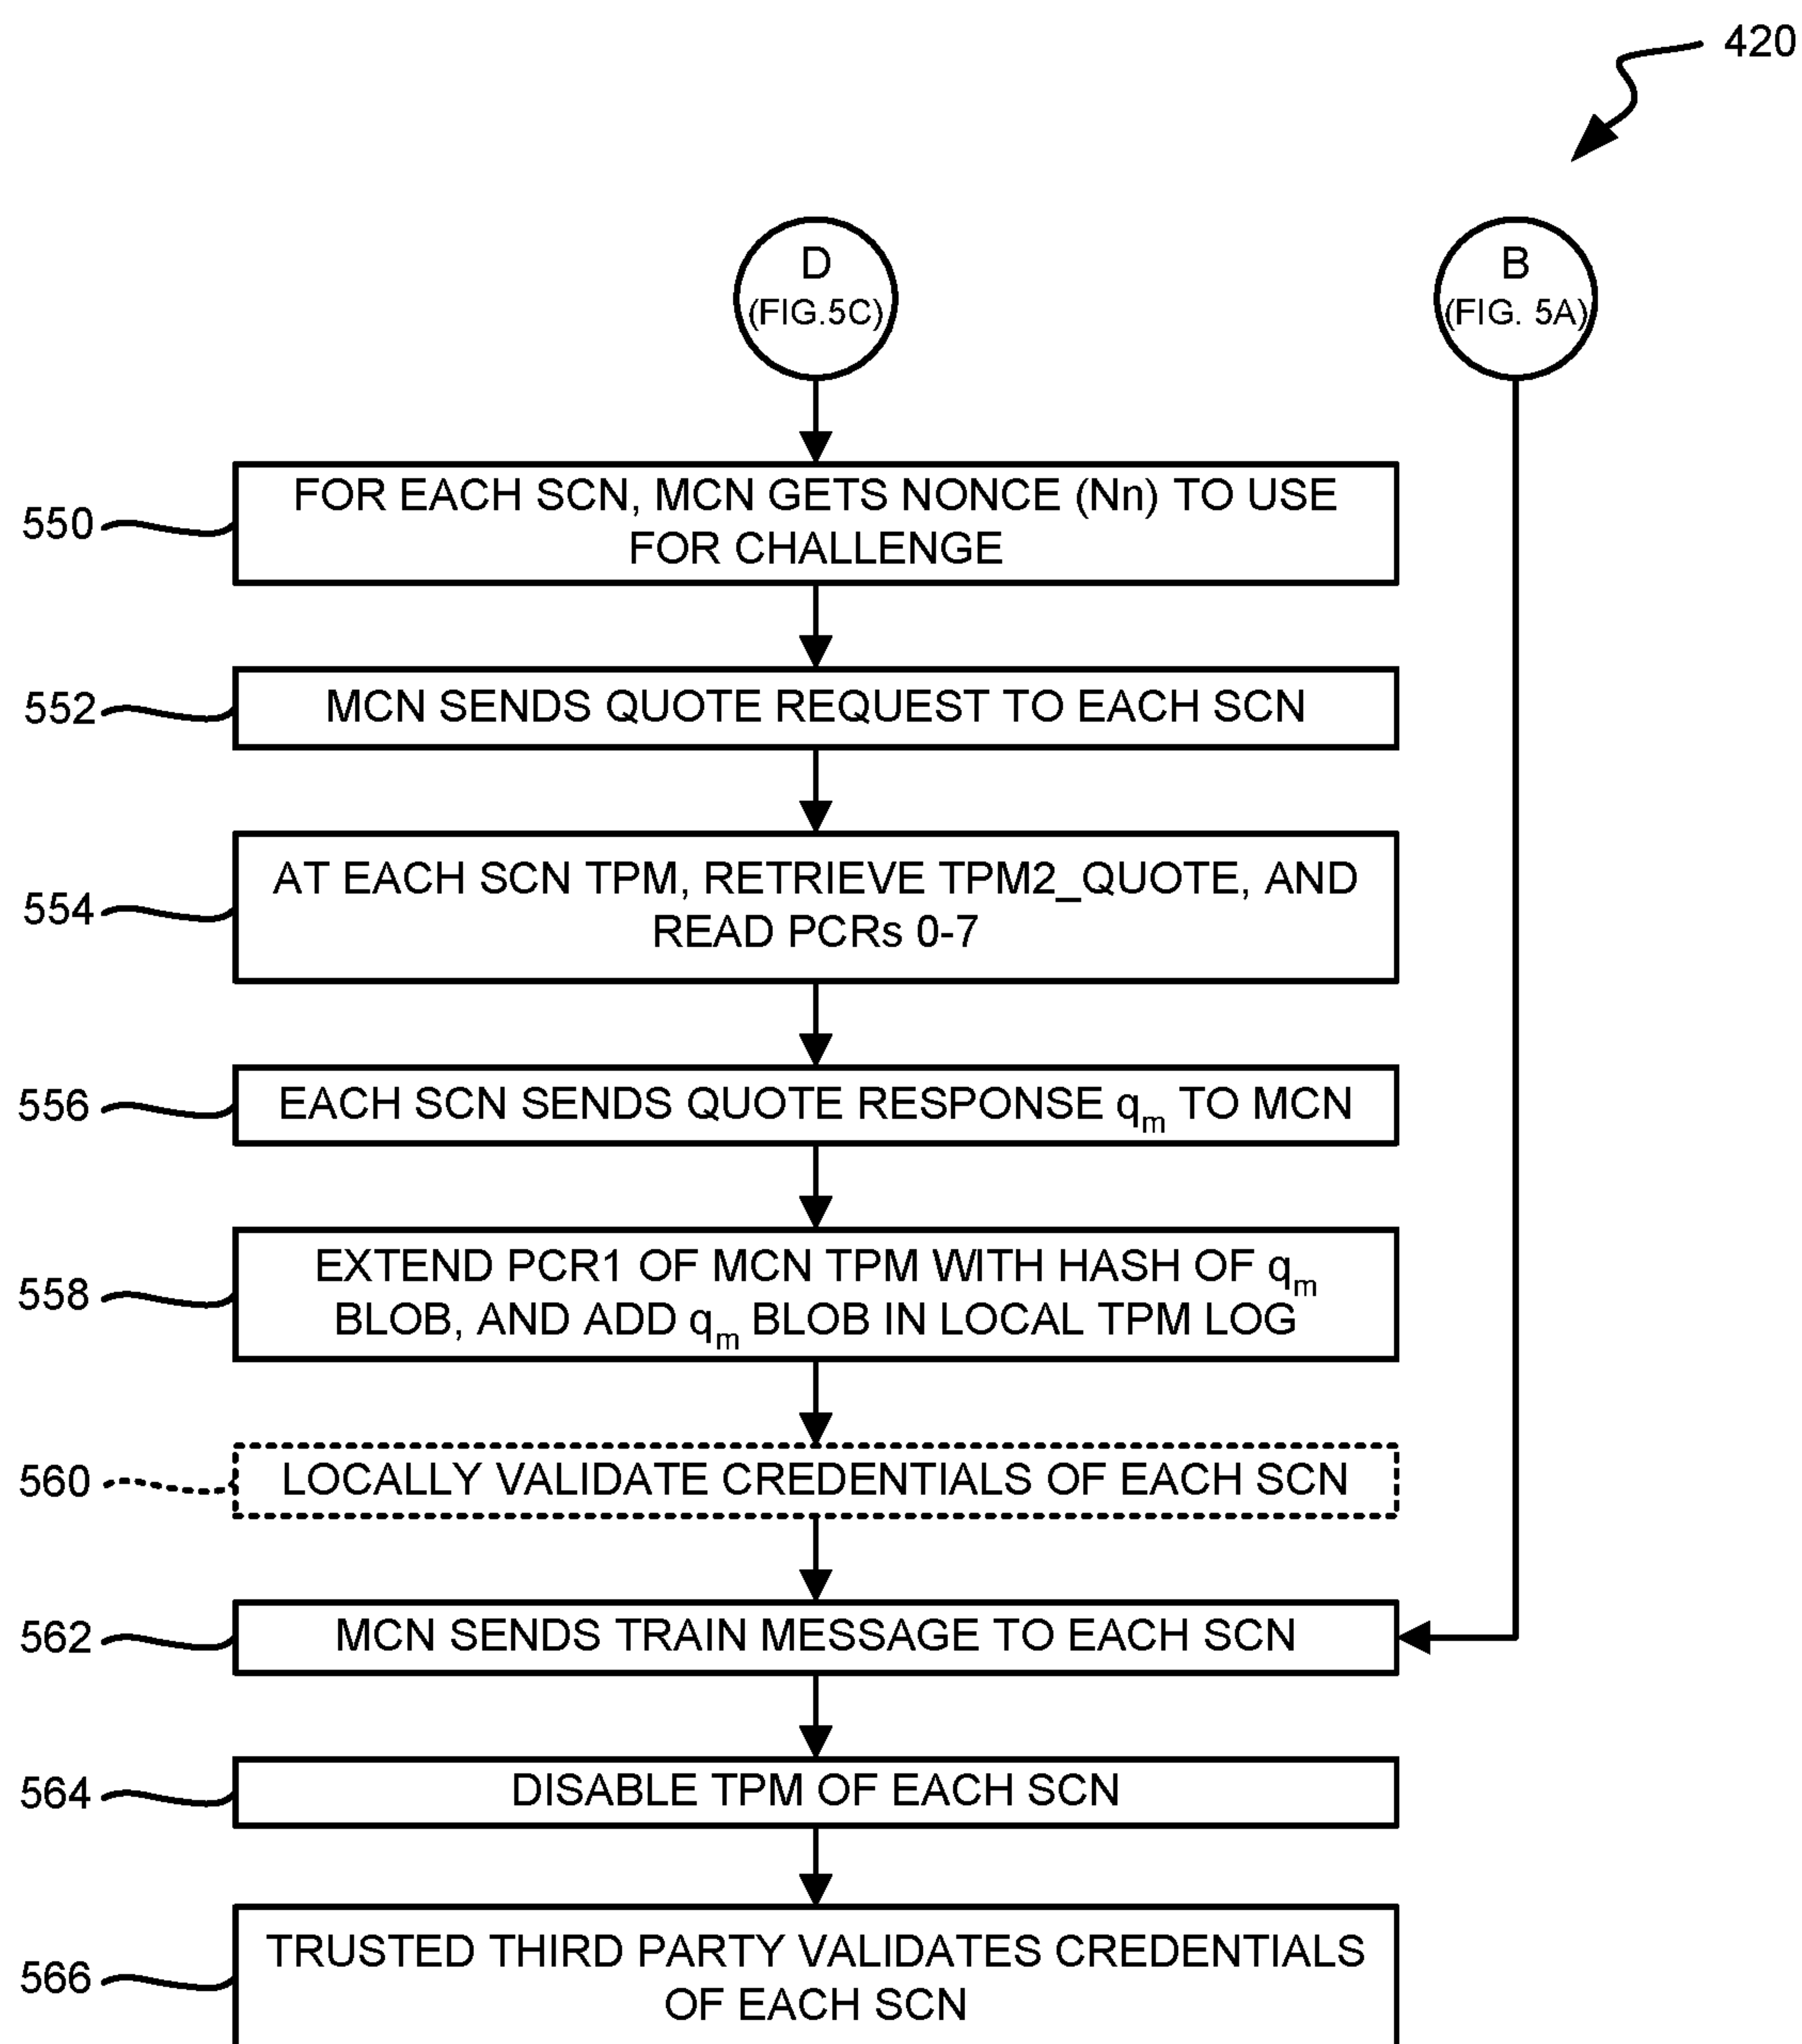 420
D
(FIG.5C)
B
(FIG. 5A)
550
FOR EACH SCN, MCN GETS NONCE (Nn) TO USE
FOR CHALLENGE
552
MCN SENDS QUOTE REQUEST TO EACH SCN
554
AT EACH SCN TPM, RETRIEVE TPM2_QUOTE, AND
READ PCRs 0-7
556
EACH SCN SENDS QUOTE RESPONSE qm TO MCN
558
EXTEND PCR1 OF MCN TPM WITH HASH OF qm
BLOB, AND ADD qm BLOB IN LOCAL TPM LOG
560
LOCALLY VALIDATE CREDENTIALS OF EACH SCN
562
MCN SENDS TRAIN MESSAGE TO EACH SCN
564
DISABLE TPM OF EACH SCN
566
TRUSTED THIRD PARTY VALIDATES CREDENTIALS
OF EACH SCN